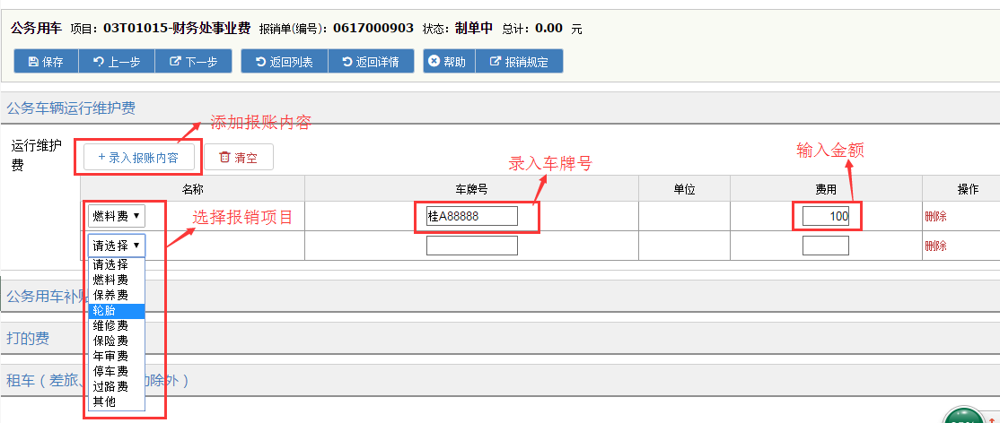 公务用车 项目：03T01015-财务处事业费 报销单(编号)：0617000903 状态：制单中 总计：0.00 元
保存 上一步 下一步 返回列表 返回详情 帮助 报销规定
公务车辆运行维护费
添加报账内容
运行维护费
+ 录入报账内容 清空
录入车牌号
输入金额
名称 车牌号 单位 费用 操作
燃料费 桂A88888 100 删除
选择报销项目
请选择 删除
请选择
燃料费
保养费
轮胎
维修费
保险费
年审费
停车费
过路费
其他
公务用车补
打的费
租车（差旅、 除外）